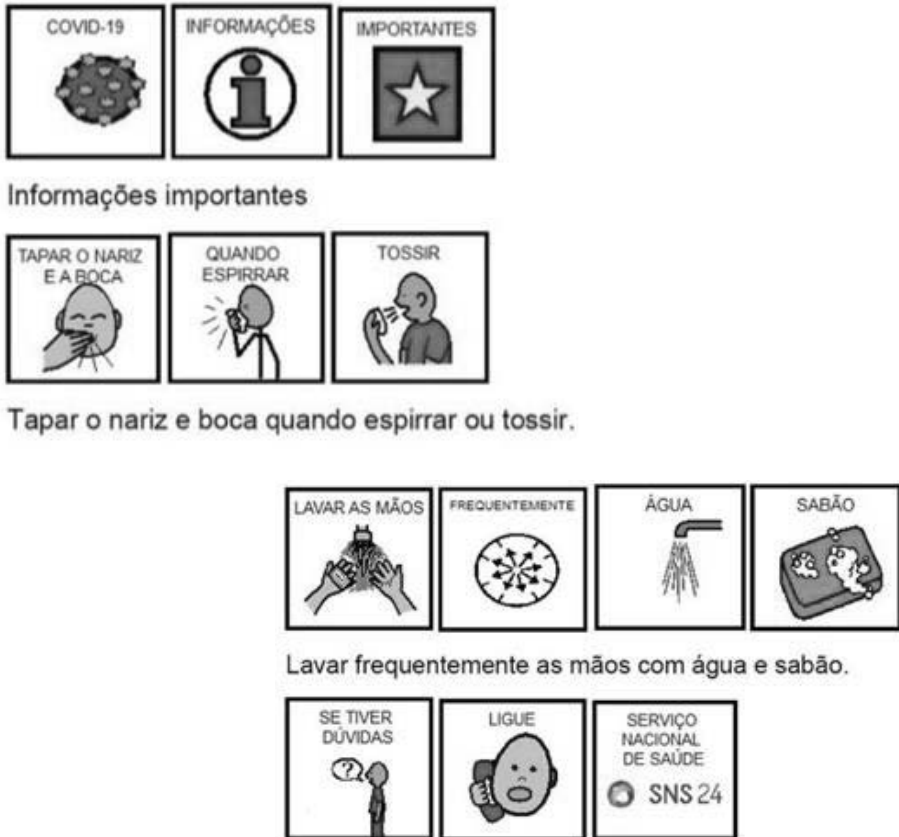 COVID-19
INFORMAÇÕES
IMPORTANTES
Informações importantes
TAPAR O NARIZ
E A BOCA
QUANDO
ESPIRRAR
TOSSIR
Tapar o nariz e boca quando espirrar ou tossir.
LAVAR AS MÃOS
FREQUENTEMENTE
ÁGUA
SABÃO
Lavar frequentemente as mãos com água e sabão.
SE TIVER
DÚVIDAS
?
LIGUE
SERVIÇO
NACIONAL
DE SAÚDE
SNS 24